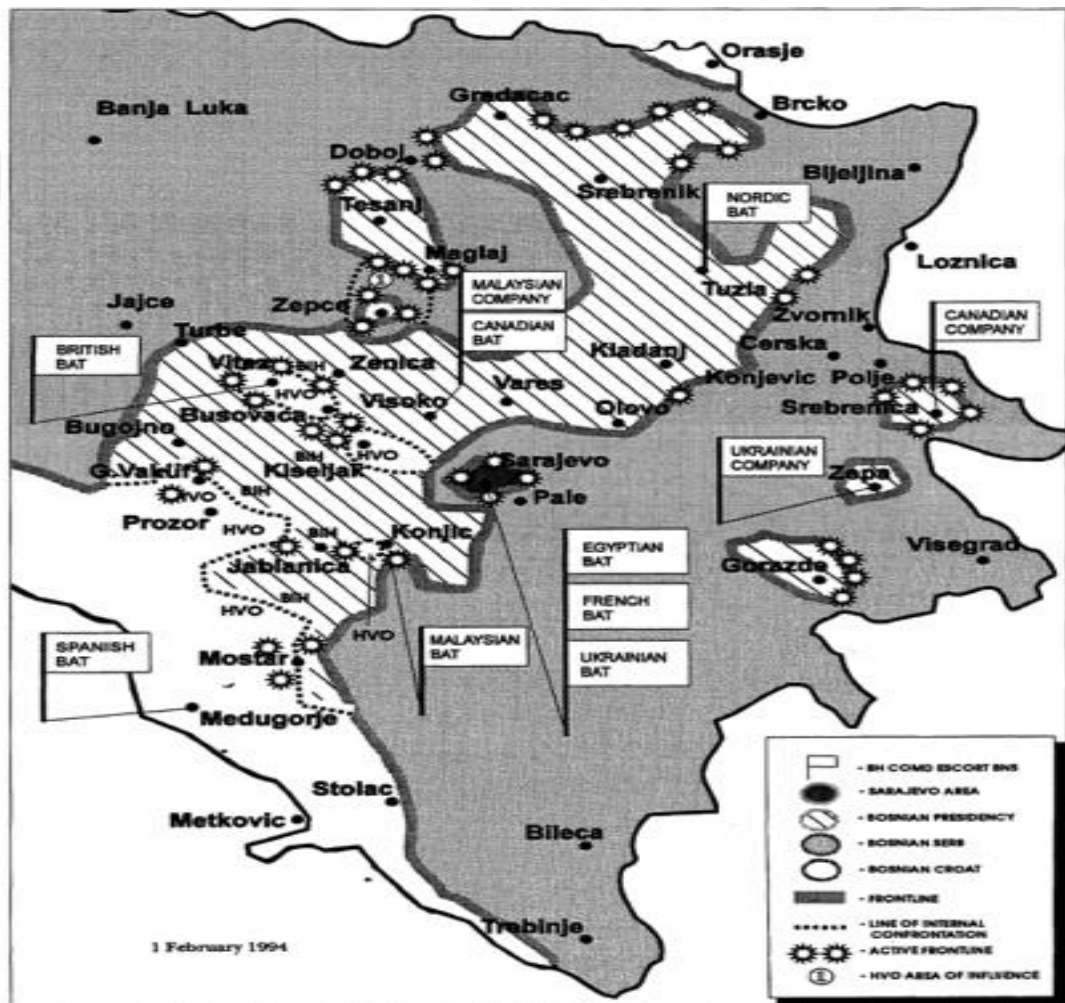 Orasje
Banja Luka
Gradacac
Brcko
Doboj
Bijeljina
Srebrenik
NORDIC
BAT
Tesanj
Maglaj
Loznica
MALAYSIAN
COMPANY
Tuzla
Jajce
Zepce
CANADIAN
COMPANY
Zvornik
Turbe
CANADIAN
BAT
BRITISH
BAT
Kladanj
Cerska
Vitez
BIH
Zenica
Konjevic Polje
HVO
Vares
Busovaca
Visoko
Srebrenica
Olovo
Bugojno
HVO
UKRAINIAN
COMPANY
BIH
Kiseljak
Sarajevo
G.Vakuf
Zepa
HVO
BIH
Pale
Prozor
HVO
BIH
Konjic
EGYPTIAN
BAT
Visegrad
Jablanica
Gorazde
BIH
HVO
FRENCH
BAT
HVO
SPANISH
BAT
MALAYSIAN
BAT
UKRAINIAN
BAT
Mostar
Medugorje
Stolac
Metkovic
Bileca
Trebinje
1 February 1994
- BH COMD ESCORT BNS
- SARAJEVO AREA
- BOSNIAN PRESIDENCY
- BOSNIAN SERB
- BOSNIAN CROAT
- FRONTLINE
- LINE OF INTERNAL
CONFRONTATION
- ACTIVE FRONTLINE
- HVO AREA OF INFLUENCE